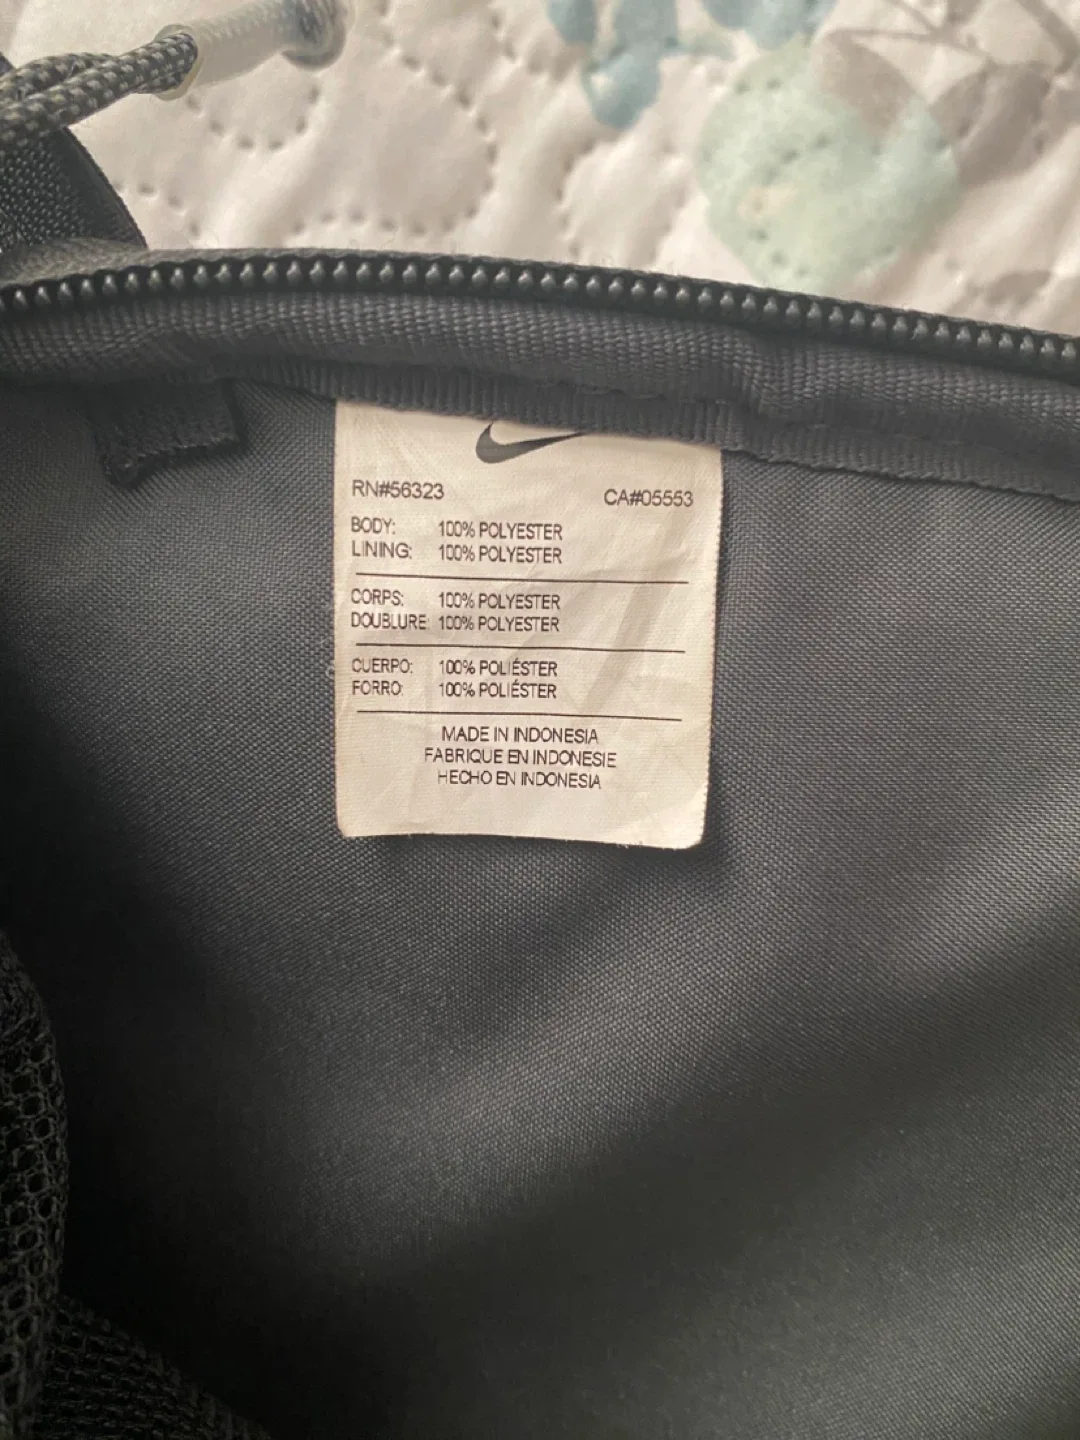 RN#56323 CA#05553
BODY: 100% POLYESTER
LINING: 100% POLYESTER
CORPS: 100% POLYESTER
DOUBLURE: 100% POLYESTER
CUERPO: 100% POLIÉSTER
FORRO: 100% POLIÉSTER
MADE IN INDONESIA
FABRIQUE EN INDONESIE
HECHO EN INDONESIA